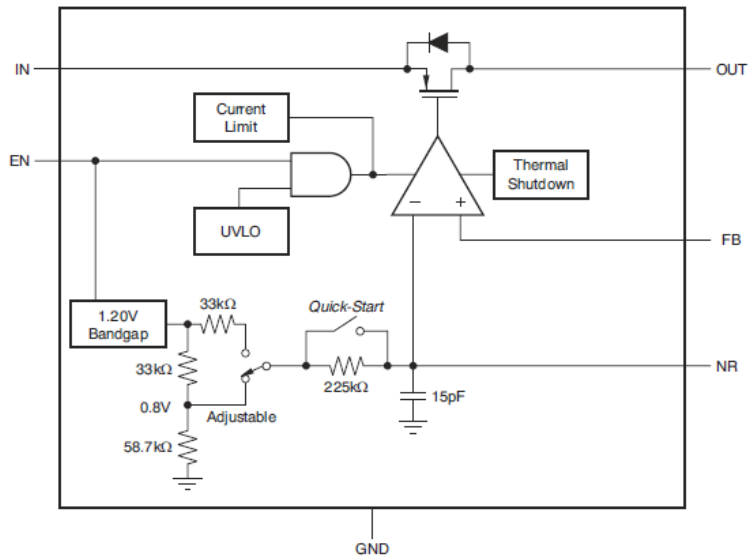 IN
OUT
Current
Limit
EN
Thermal
Shutdown
−
+
UVLO
FB
1.20V
Bandgap
33kΩ
Quick-Start
33kΩ
225kΩ
NR
15pF
0.8V
Adjustable
58.7kΩ
GND